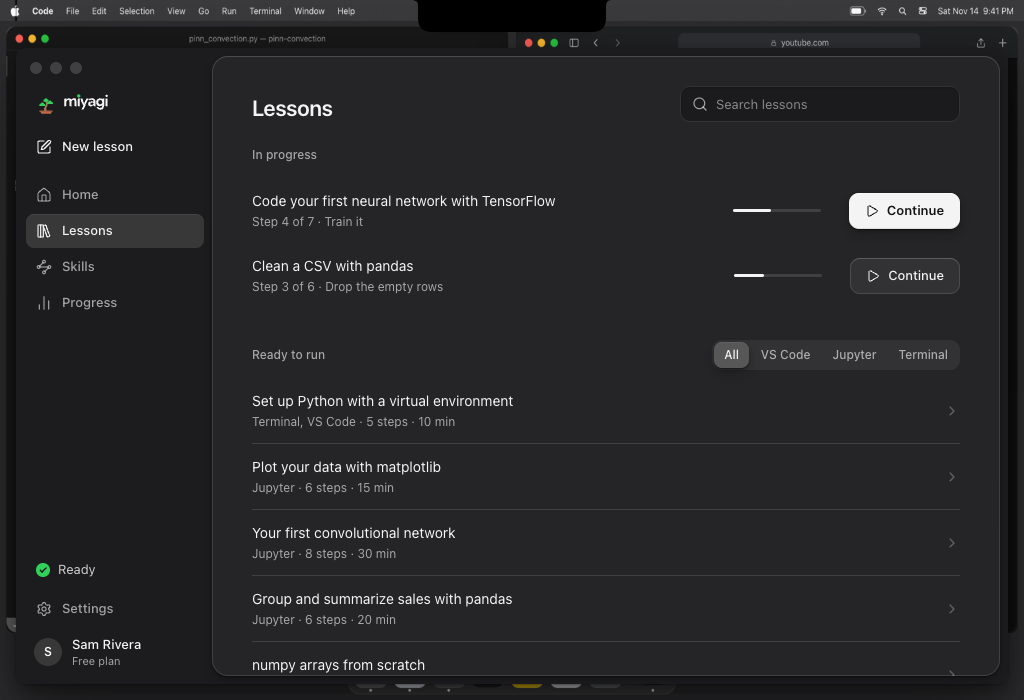 Code File Edit Selection View Go Run Terminal Window Help
Sat Nov 14 9:41 PM
pinn_convection.py — pinn-convection
youtube.com
miyagi
New lesson
Home
Lessons
Skills
Progress
Ready
Settings
S
Sam Rivera
Free plan
Lessons
Search lessons
In progress
Code your first neural network with TensorFlow
Step 4 of 7 · Train it
Continue
Clean a CSV with pandas
Step 3 of 6 · Drop the empty rows
Continue
Ready to run
All VS Code Jupyter Terminal
Set up Python with a virtual environment
Terminal, VS Code · 5 steps · 10 min
Plot your data with matplotlib
Jupyter · 6 steps · 15 min
Your first convolutional network
Jupyter · 8 steps · 30 min
Group and summarize sales with pandas
Jupyter · 6 steps · 20 min
numpy arrays from scratch